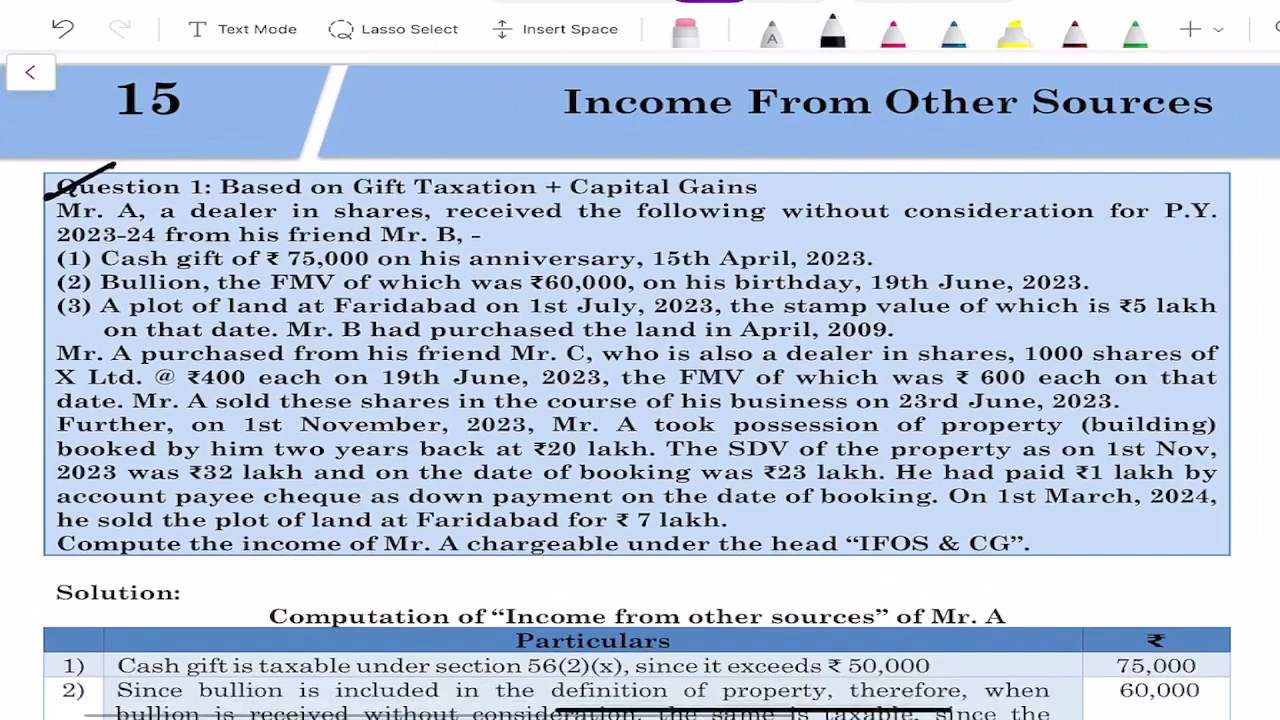 Text Mode Lasso Select Insert Space
15 Income From Other Sources
Question 1: Based on Gift Taxation + Capital Gains
Mr. A, a dealer in shares, received the following without consideration for P.Y.
2023-24 from his friend Mr. B, -
(1) Cash gift of ₹ 75,000 on his anniversary, 15th April, 2023.
(2) Bullion, the FMV of which was ₹60,000, on his birthday, 19th June, 2023.
(3) A plot of land at Faridabad on 1st July, 2023, the stamp value of which is ₹5 lakh
on that date. Mr. B had purchased the land in April, 2009.
Mr. A purchased from his friend Mr. C, who is also a dealer in shares, 1000 shares of
X Ltd. @ ₹400 each on 19th June, 2023, the FMV of which was ₹ 600 each on that
date. Mr. A sold these shares in the course of his business on 23rd June, 2023.
Further, on 1st November, 2023, Mr. A took possession of property (building)
booked by him two years back at ₹20 lakh. The SDV of the property as on 1st Nov,
2023 was ₹32 lakh and on the date of booking was ₹23 lakh. He had paid ₹1 lakh by
account payee cheque as down payment on the date of booking. On 1st March, 2024,
he sold the plot of land at Faridabad for ₹ 7 lakh.
Compute the income of Mr. A chargeable under the head “IFOS & CG”.
Solution:
Computation of “Income from other sources” of Mr. A
Particulars ₹
1) Cash gift is taxable under section 56(2)(x), since it exceeds ₹ 50,000 75,000
2) Since bullion is included in the definition of property, therefore, when 60,000
bullion is received without consideration, the same is taxable, since the